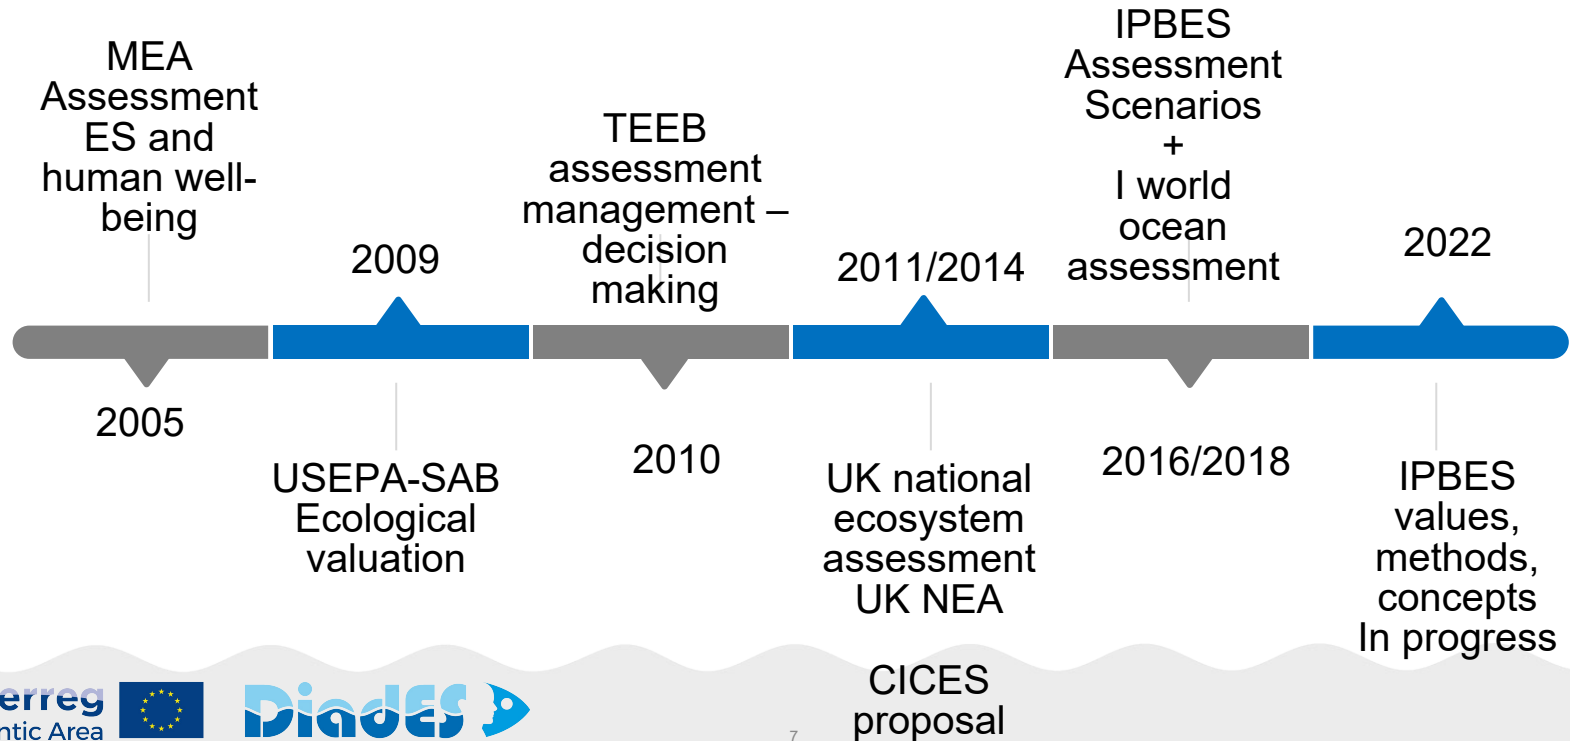 MEA
Assessment
ES and
human well-
being
2005
2009
USEPA-SAB
Ecological
valuation
TEEB
assessment
management –
decision
making
2010
2011/2014
UK national
ecosystem
assessment
UK NEA
CICES
proposal
IPBES
Assessment
Scenarios
+
I world
ocean
assessment
2016/2018
2022
IPBES
values,
methods,
concepts
In progress
erreg
ntic Area
DiadES
7